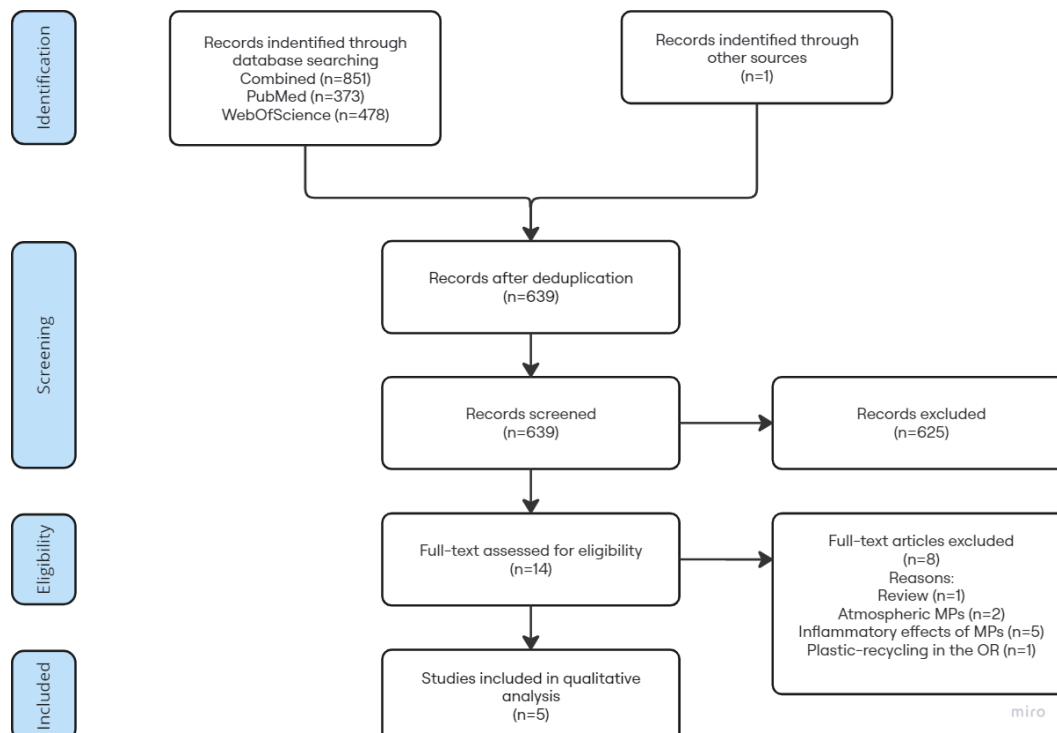 Identification
Records indentified through
database searching
Combined (n=851)
PubMed (n=373)
WebOfScience (n=478)
Records indentified through
other sources
(n=1)
Screening
Records after deduplication
(n=639)
Records screened
(n=639)
Records excluded
(n=625)
Eligibility
Full-text assessed for eligibility
(n=14)
Full-text articles excluded
(n=8)
Reasons:
Review (n=1)
Atmospheric MPs (n=2)
Inflammatory effects of MPs (n=5)
Plastic-recycling in the OR (n=1)
Included
Studies included in qualitative
analysis
(n=5)
miro